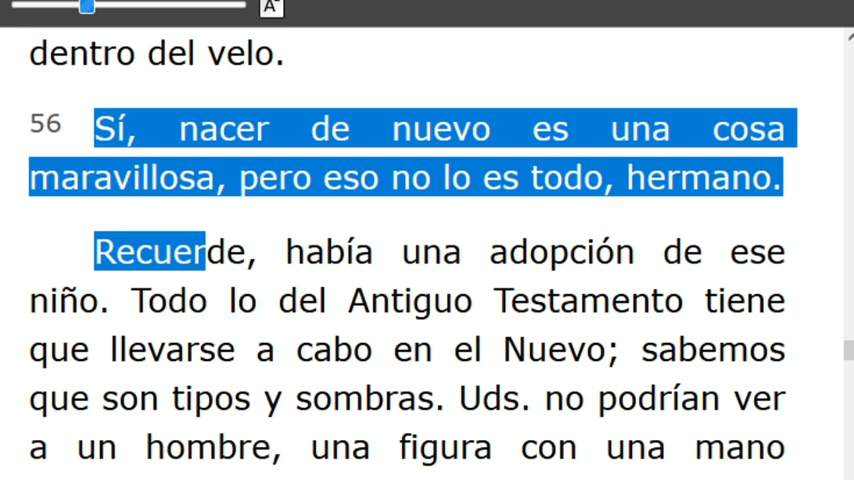 A
dentro del velo.
56 Sí, nacer de nuevo es una cosa
maravillosa, pero eso no lo es todo, hermano.
Recuerde, había una adopción de ese
niño. Todo lo del Antiguo Testamento tiene
que llevarse a cabo en el Nuevo; sabemos
que son tipos y sombras. Uds. no podrían ver
a un hombre, una figura con una mano